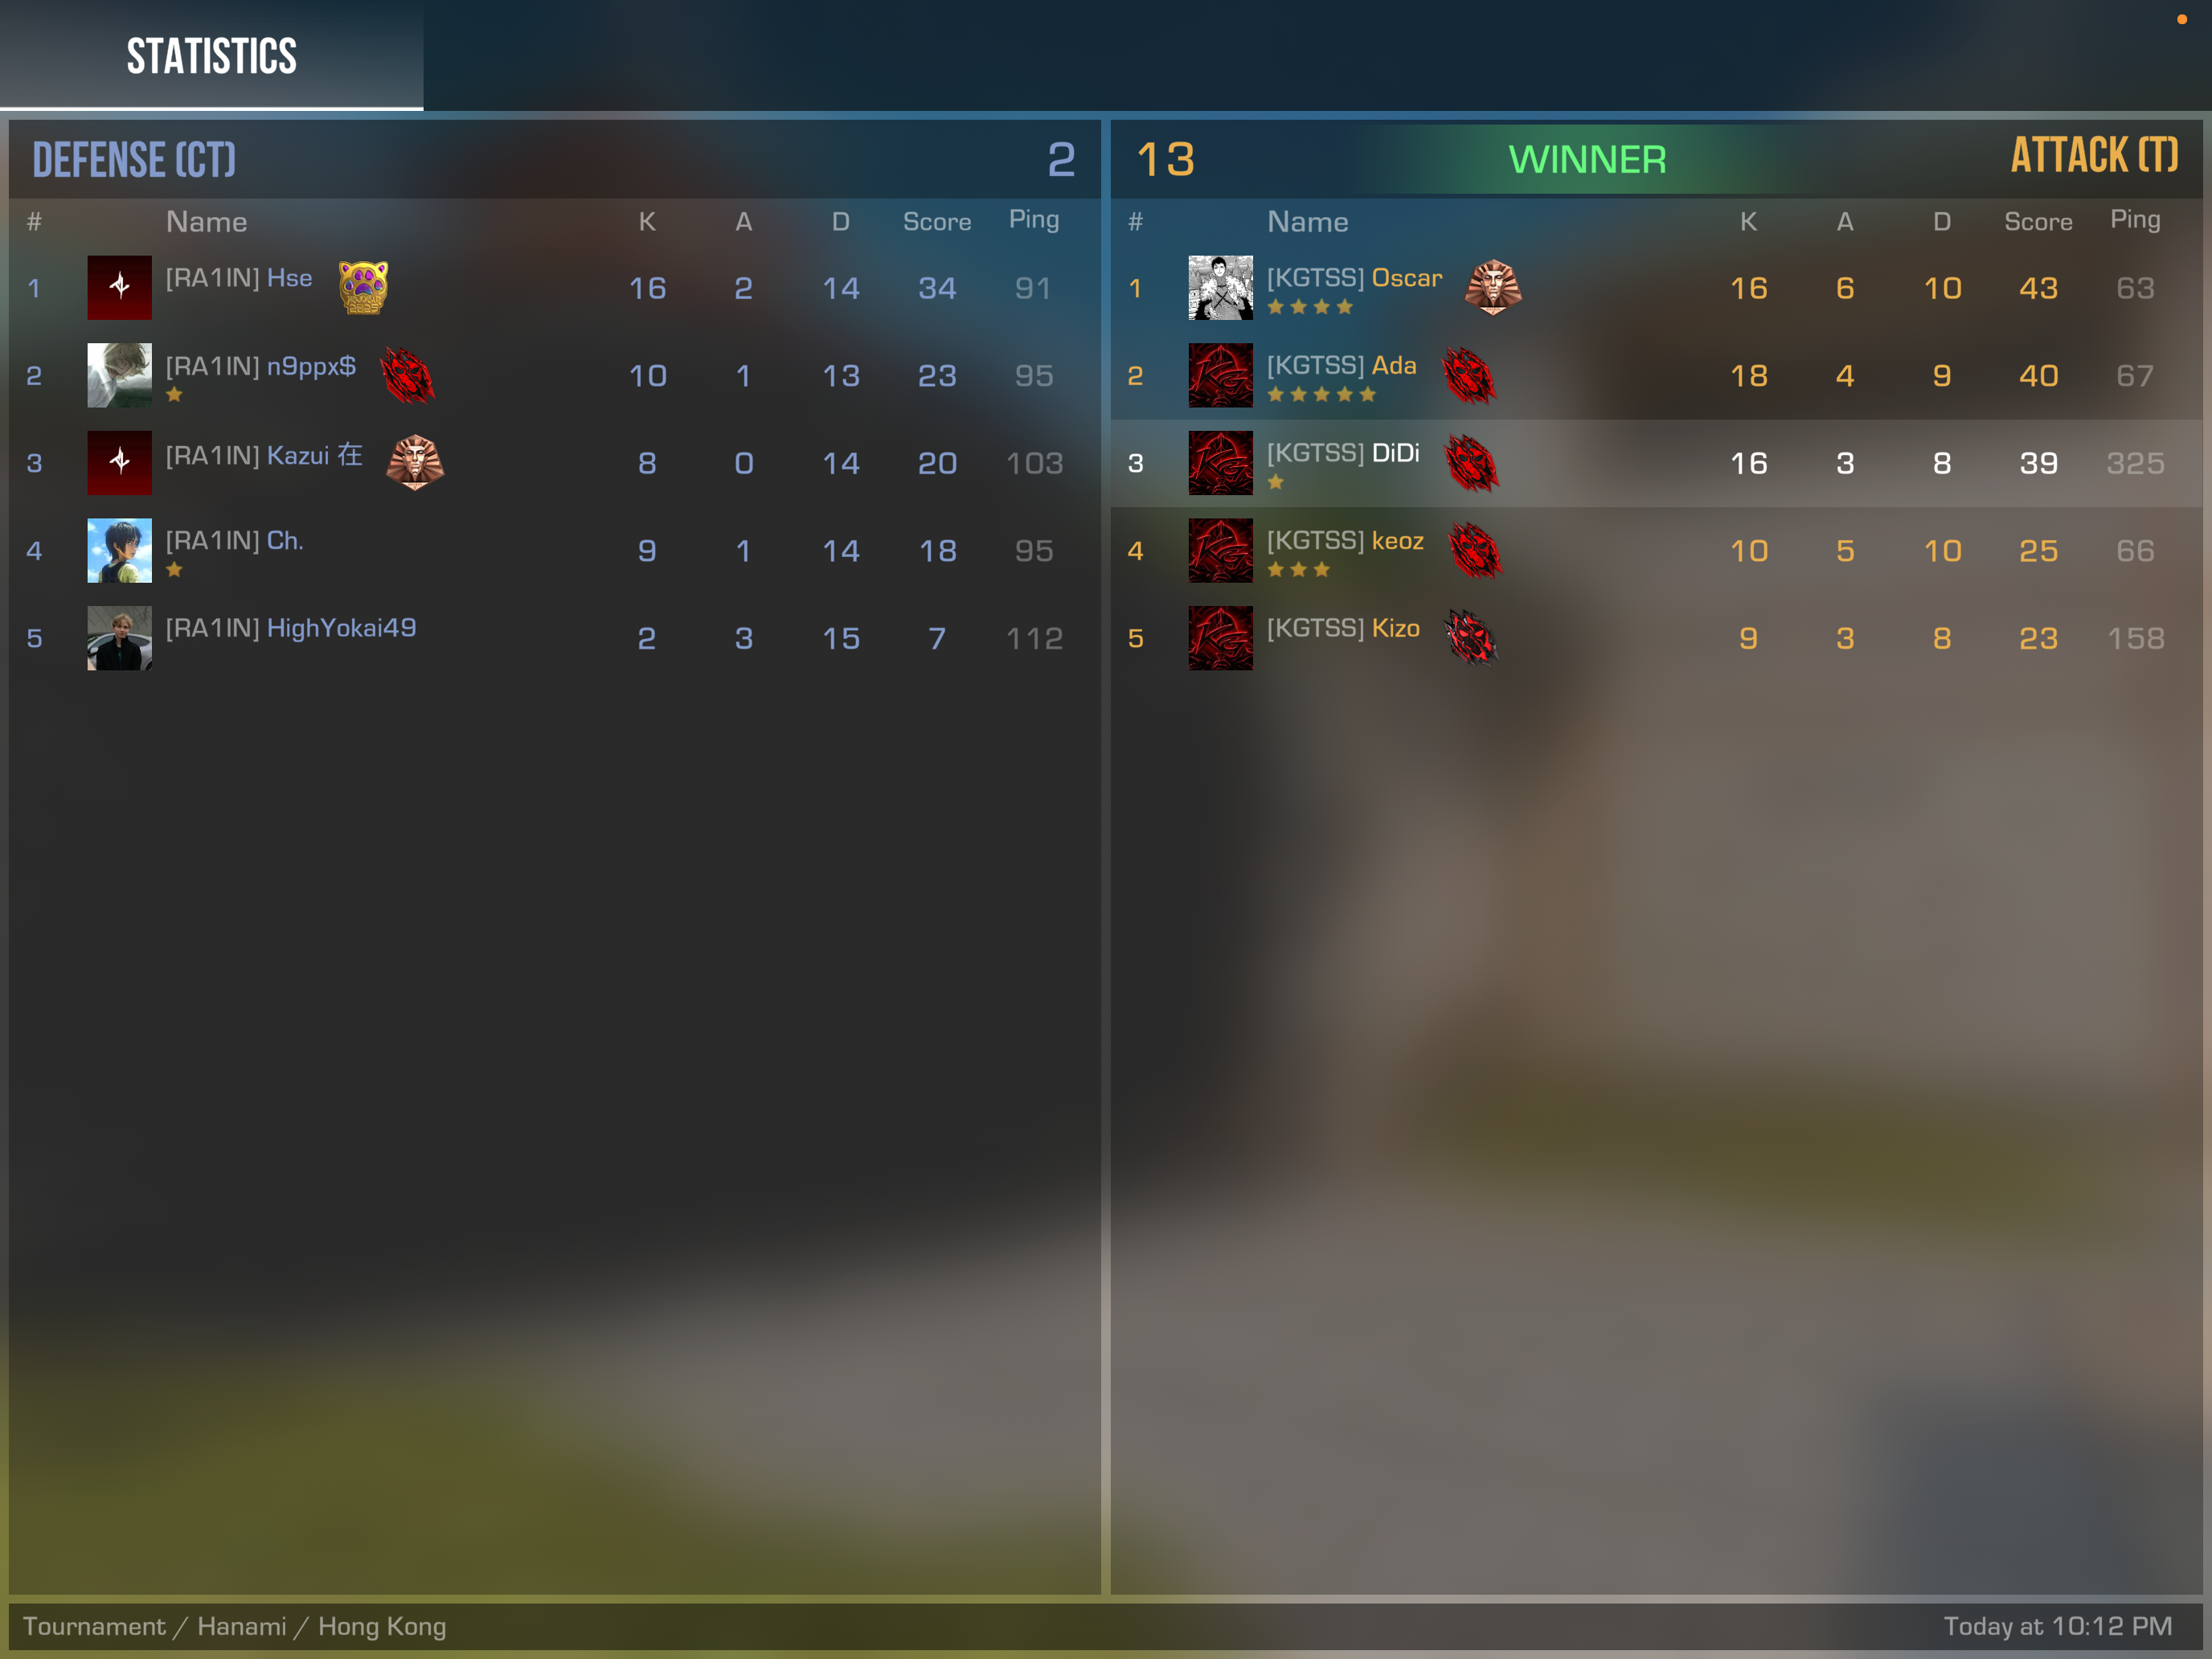 STATISTICS
DEFENSE (CT) 2
# Name K A D Score Ping
1 [RA1IN] Hse 16 2 14 34 91
2 [RA1IN] n9ppx$ 10 1 13 23 95
3 [RA1IN] Kazui 在 8 0 14 20 103
4 [RA1IN] Ch. 9 1 14 18 95
5 [RA1IN] HighYokai49 2 3 15 7 112
13 WINNER ATTACK (T)
# Name K A D Score Ping
1 [KGTSS] Oscar 16 6 10 43 63
2 [KGTSS] Ada 18 4 9 40 67
3 [KGTSS] DiDi 16 3 8 39 325
4 [KGTSS] keoz 10 5 10 25 66
5 [KGTSS] Kizo 9 3 8 23 158
Tournament / Hanami / Hong Kong
Today at 10:12 PM